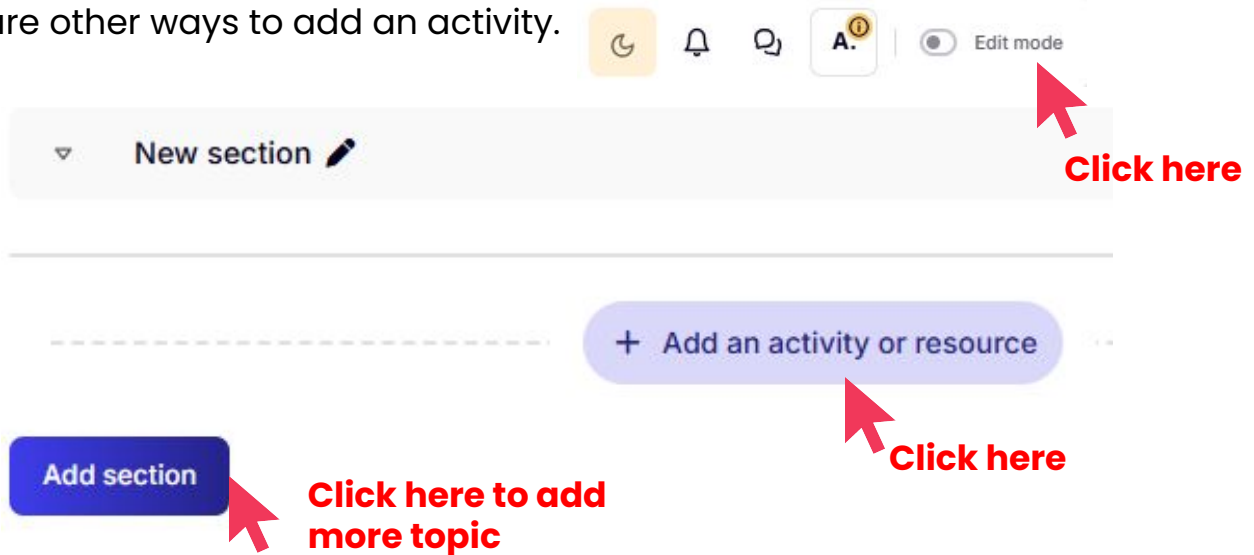 are other ways to add an activity.
A.
Edit mode
New section
Click here
+ Add an activity or resource
Click here
Add section
Click here to add
more topic